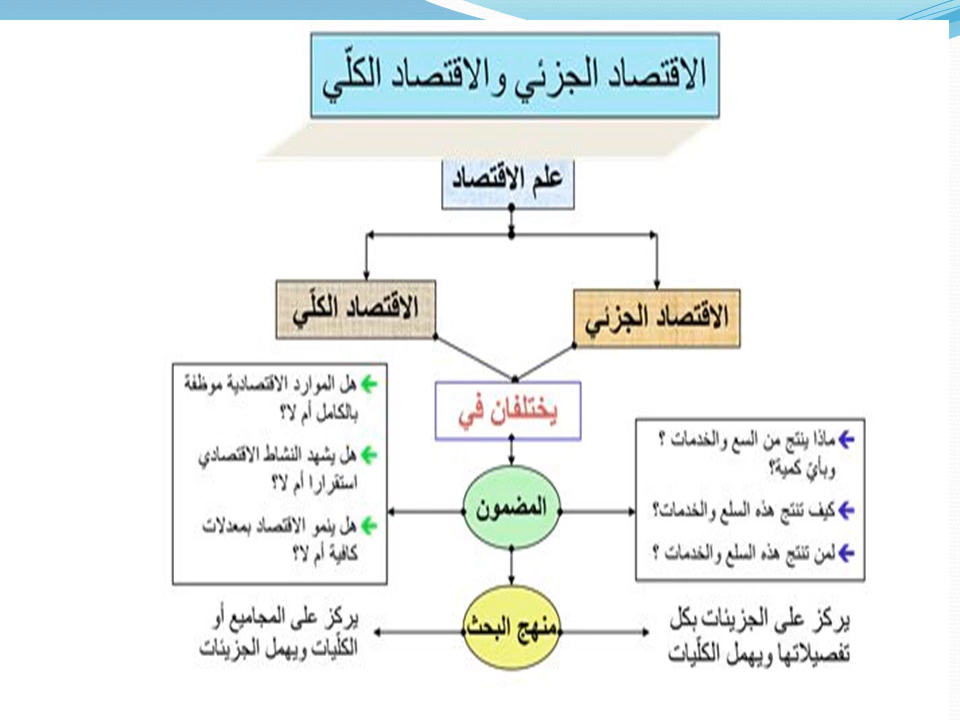 الاقتصاد الجزئي والاقتصاد الكلّي
علم الاقتصاد
الاقتصاد الجزئي
الاقتصاد الكلّي
يختلفان في
المضمون
ماذا ينتج من السع والخدمات ؟
وبأيّ كمية؟
كيف تنتج هذه السلع والخدمات؟
لمن تنتج هذه السلع والخدمات ؟
هل الموارد الاقتصادية موظفة
بالكامل أم لا؟
هل يشهد النشاط الاقتصادي
استقرارا أم لا؟
هل ينمو الاقتصاد بمعدلات
كافية أم لا؟
منهج البحث
يركز على الجزيئات بكل
تفصيلاتها ويهمل الكلّيات
يركز على المجاميع أو
الكلّيات ويهمل الجزيئات